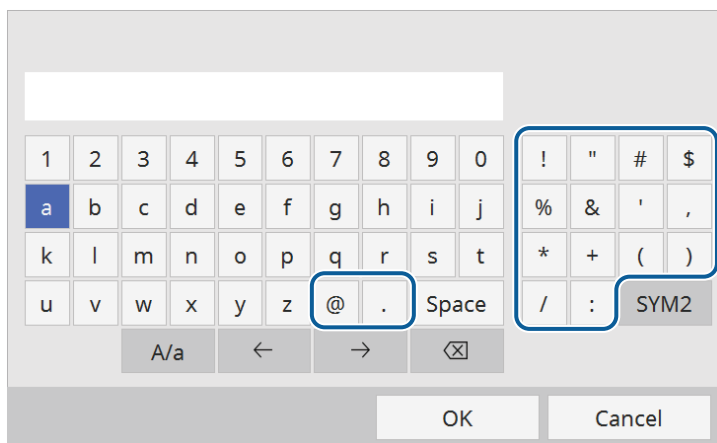 1 2 3 4 5 6 7 8 9 0 ! " # $
a b c d e f g h i j % & ' ,
k l m n o p q r s t * + ( )
u v w x y z @ . Space / : SYM2
A/a ← → ⌫
OK Cancel